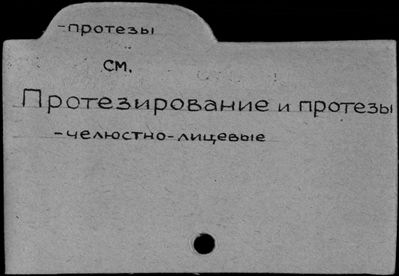 -протезы
см.
Протезирование и протезы
-челюстно-лицевые